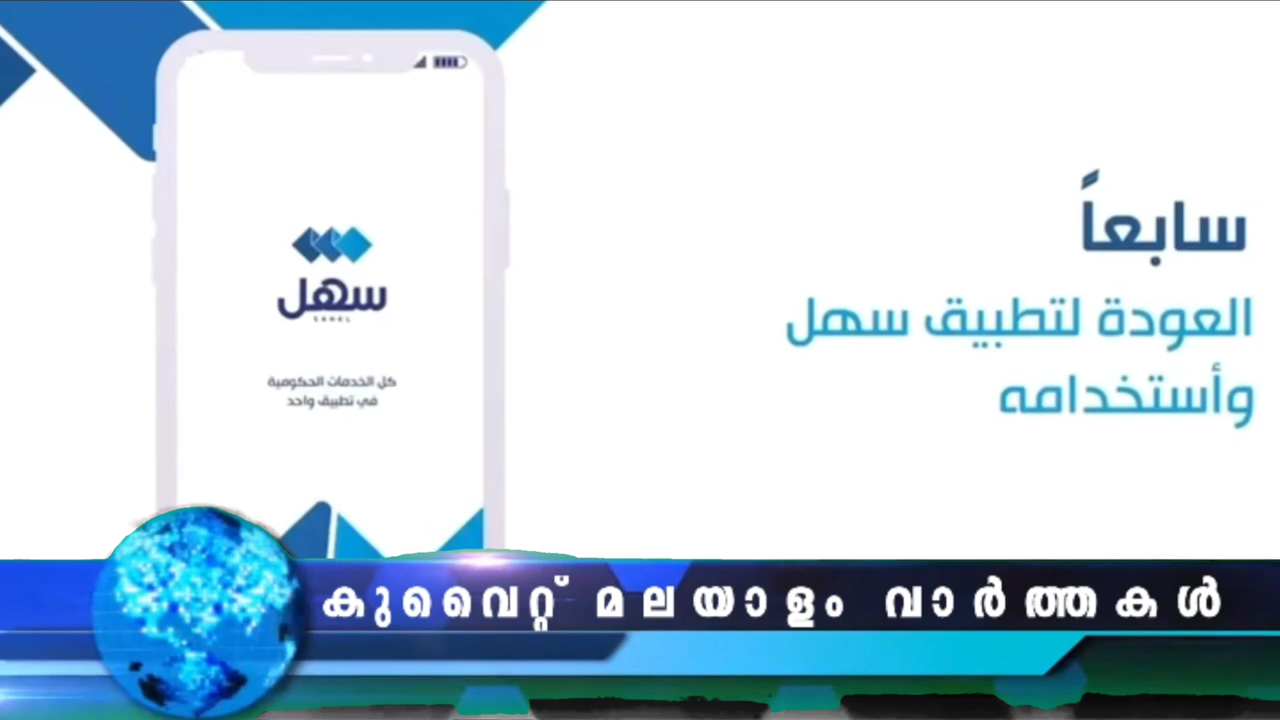 سابعاً
العودة لتطبيق سهل
وأستخدامه
سهل
SAHEL
كل الخدمات الحكومية
في تطبيق واحد
കുവൈറ്റ് മലയാളം വാർത്തകൾ